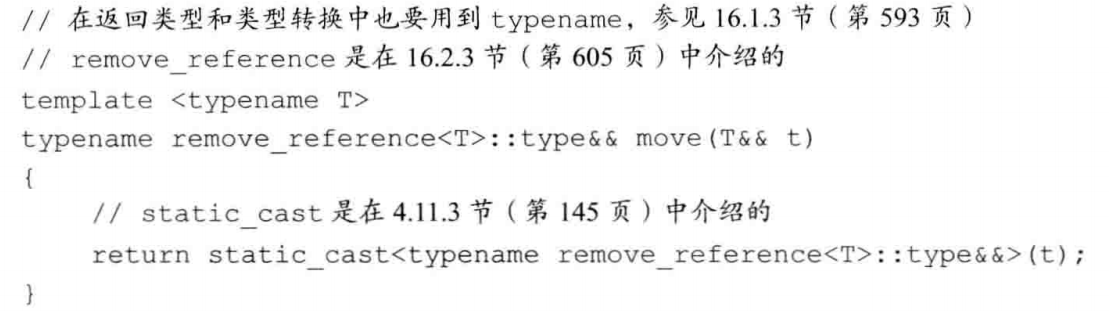 // 在返回类型和类型转换中也要用到 typename，参见 16.1.3 节（第 593 页）
// remove_reference 是在 16.2.3 节（第 605 页）中介绍的
template <typename T>
typename remove_reference<T>::type&& move(T&& t)
{
    // static_cast 是在 4.11.3 节（第 145 页）中介绍的
    return static_cast<typename remove_reference<T>::type&&>(t);
}